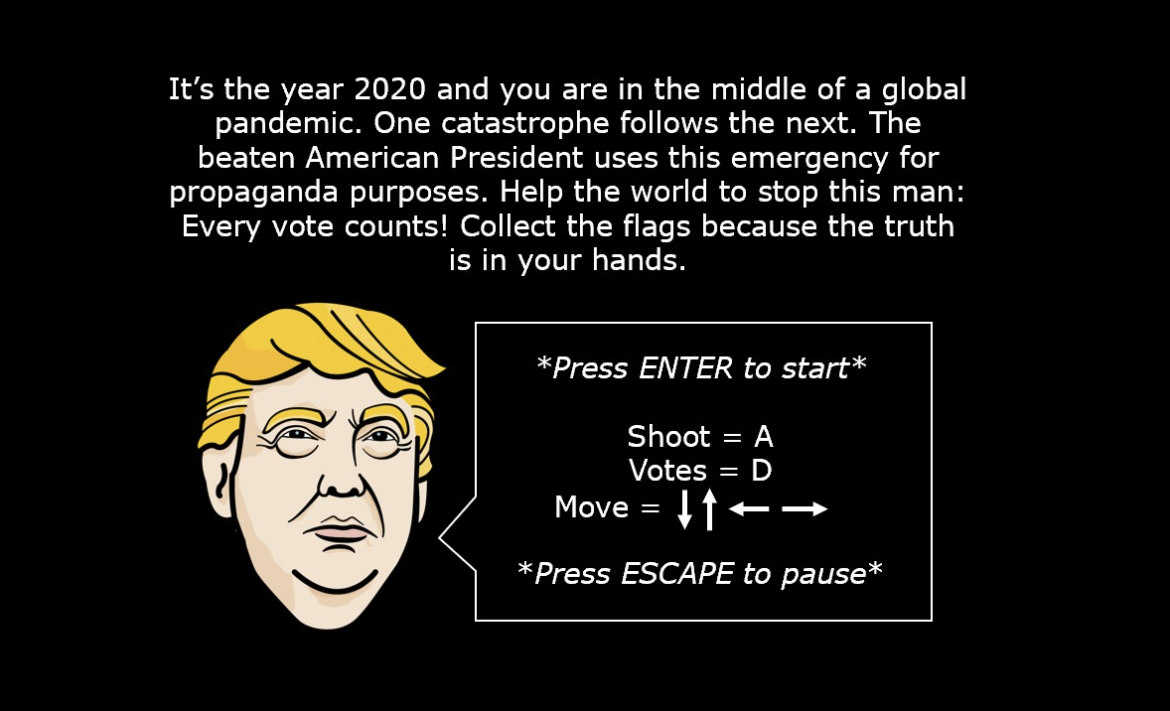 It’s the year 2020 and you are in the middle of a global
pandemic. One catastrophe follows the next. The
beaten American President uses this emergency for
propaganda purposes. Help the world to stop this man:
Every vote counts! Collect the flags because the truth
is in your hands.
*Press ENTER to start*
Shoot = A
Votes = D
Move = ↓ ↑ ← →
*Press ESCAPE to pause*